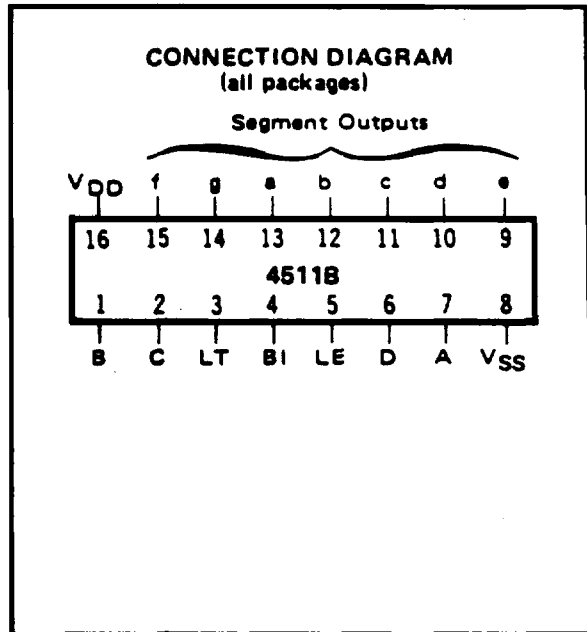 CONNECTION DIAGRAM
(all packages)
Segment Outputs
VDD f g a b c d e
16 15 14 13 12 11 10 9
4511B
1 2 3 4 5 6 7 8
B C LT BI LE D A VSS